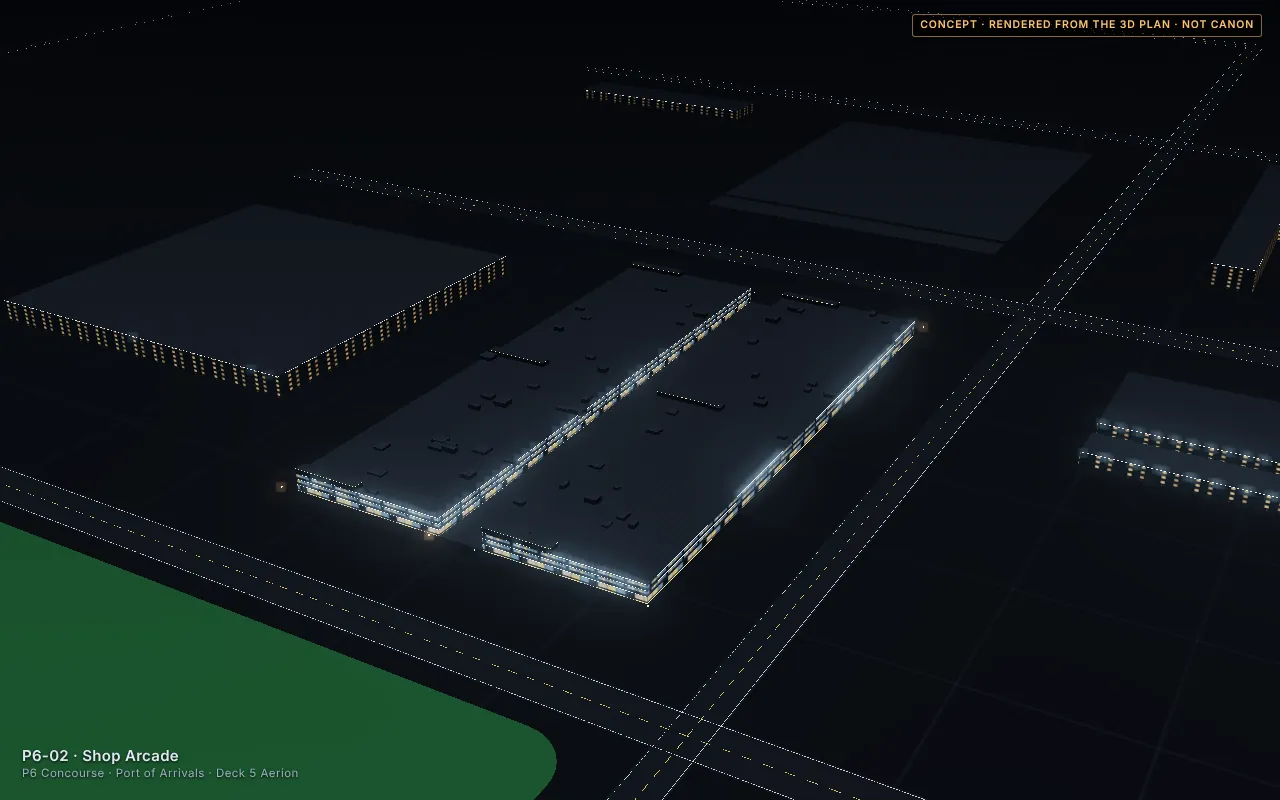 CONCEPT · RENDERED FROM THE 3D PLAN · NOT CANON
P6-02 · Shop Arcade
P6 Concourse · Port of Arrivals · Deck 5 Aerion